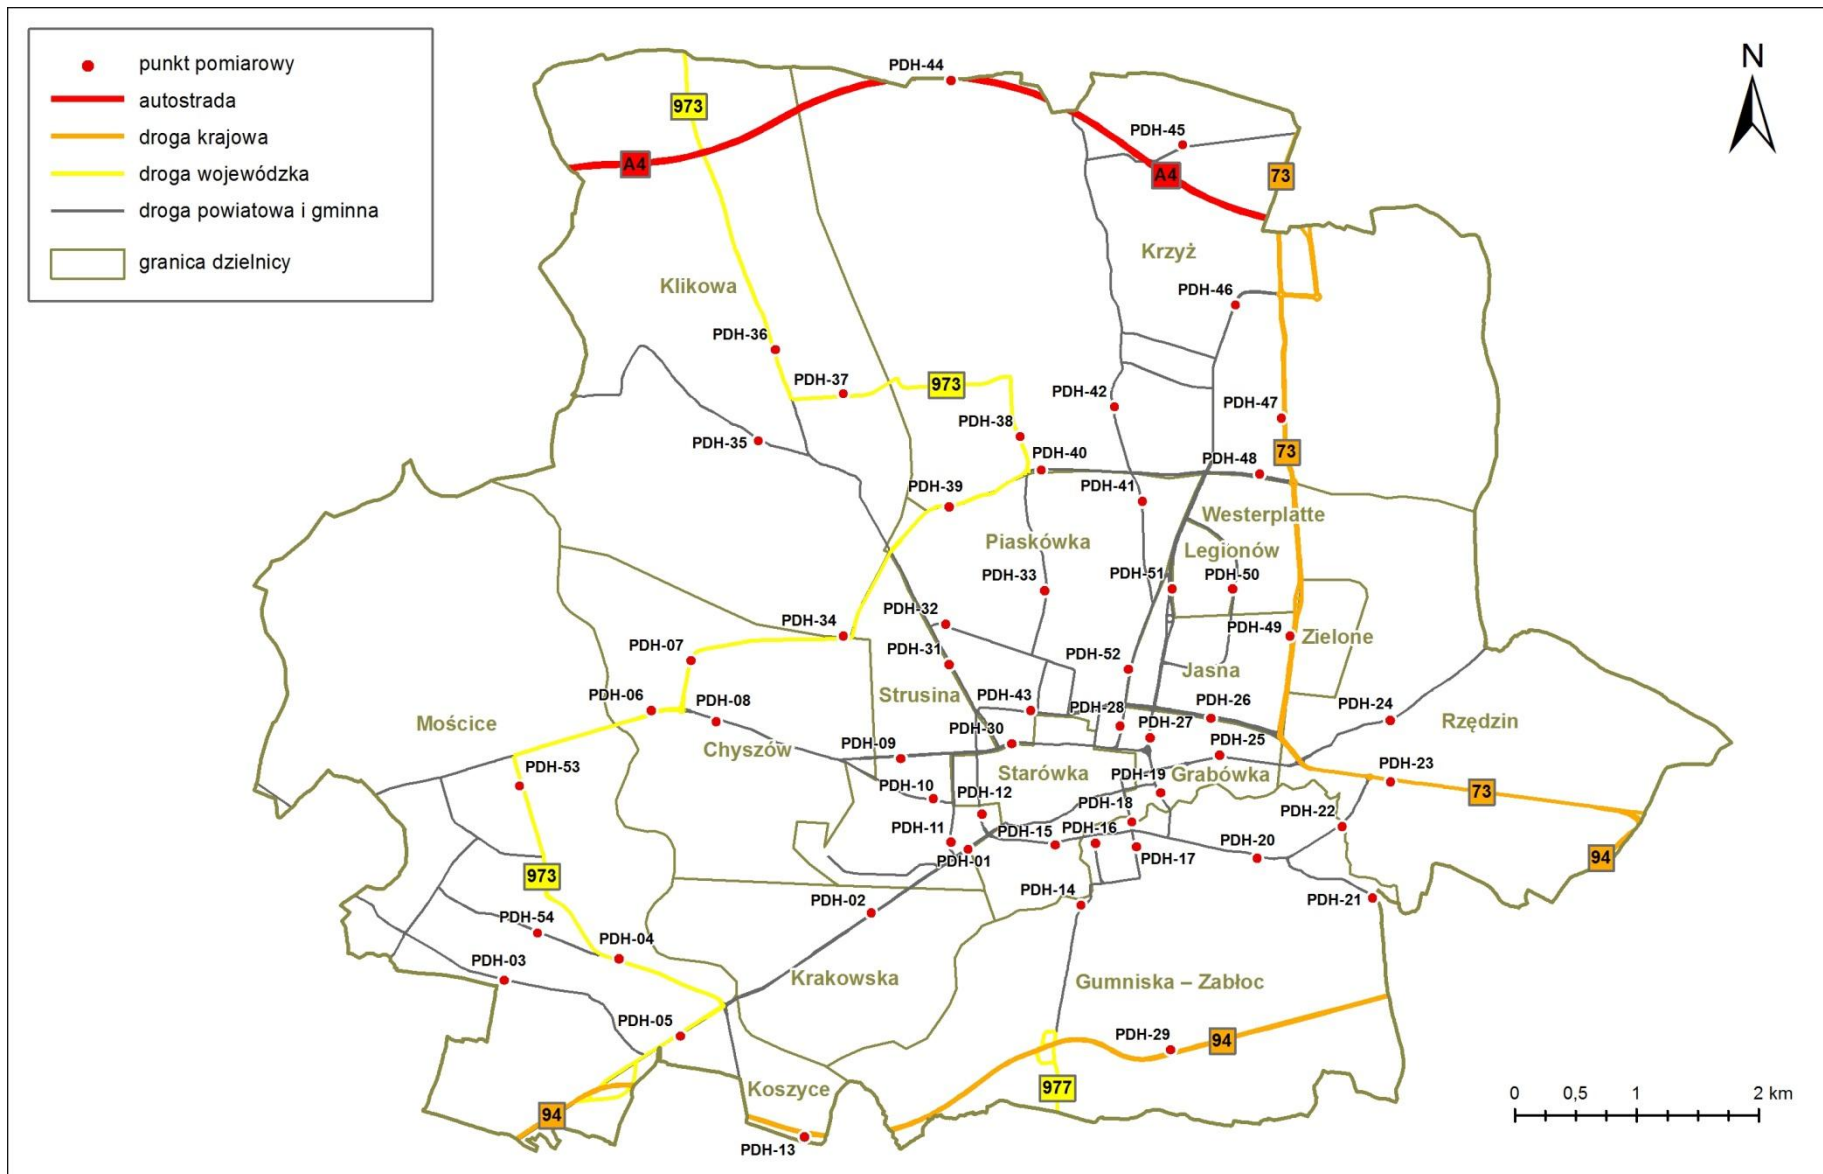 punkt pomiarowy
autostrada
droga krajowa
droga wojewódzka
droga powiatowa i gminna
granica dzielnicy
N
PDH-44
973
PDH-45
A4
A4
73
Krzyż
Klikowa
PDH-46
PDH-36
PDH-37
973
PDH-42
PDH-47
PDH-38
PDH-35
73
PDH-40
PDH-48
PDH-39
PDH-41
Westerplatte
Piaskówka
Legionów
PDH-33
PDH-51
PDH-50
PDH-32
PDH-34
PDH-49
Zielone
PDH-07
PDH-31
PDH-52
Jasna
PDH-06
PDH-08
Strusina
PDH-43
PDH-26
PDH-24
Mościce
Rzędzin
PDH-28
PDH-27
PDH-30
Chyszów
PDH-09
PDH-25
PDH-53
Starówka
PDH-19
Grabówka
PDH-23
PDH-10
PDH-12
73
PDH-18
PDH-22
PDH-11
PDH-15
PDH-16
PDH-20
PDH-01
PDH-17
94
973
PDH-14
PDH-21
PDH-02
PDH-54
PDH-04
PDH-03
Krakowska
Gumniska – Zabłoc
PDH-05
PDH-29
94
977
Koszyce
94
PDH-13
0 0,5 1 2 km